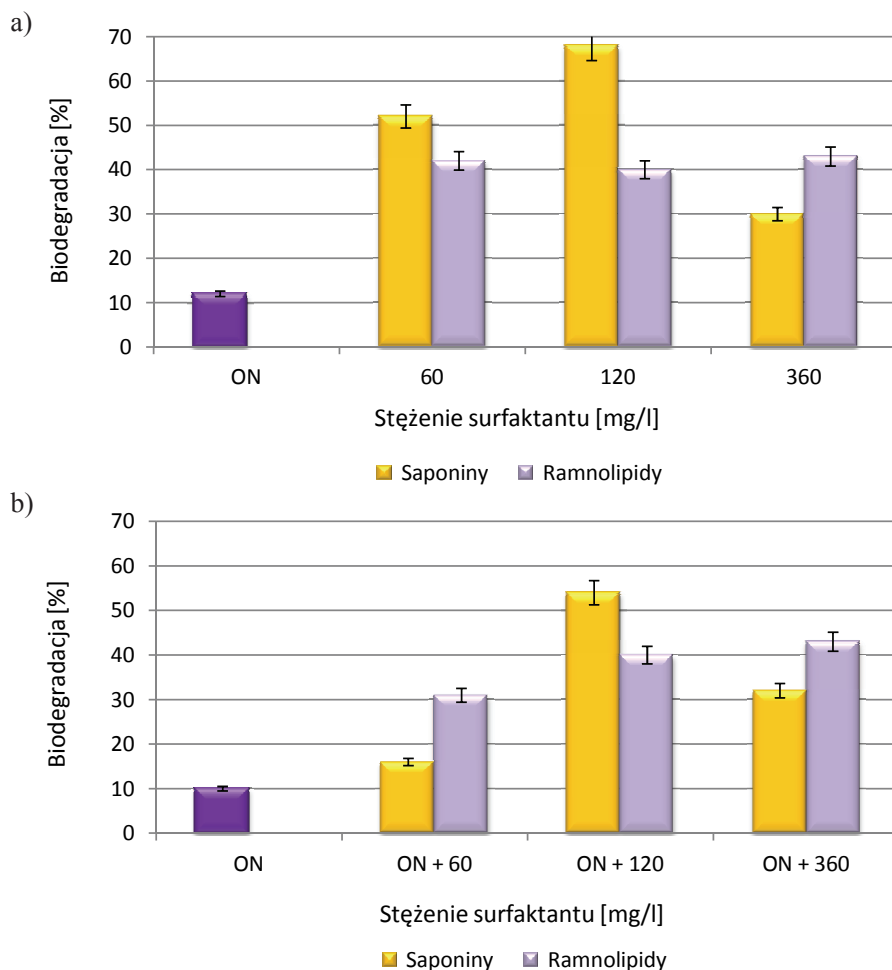 a)
70
60
50
40
30
20
10
0
Biodegradacja [%]
ON 60 120 360
Stężenie surfaktantu [mg/l]
Saponiny Ramnolipidy
b)
70
60
50
40
30
20
10
0
Biodegradacja [%]
ON ON + 60 ON + 120 ON + 360
Stężenie surfaktantu [mg/l]
Saponiny Ramnolipidy